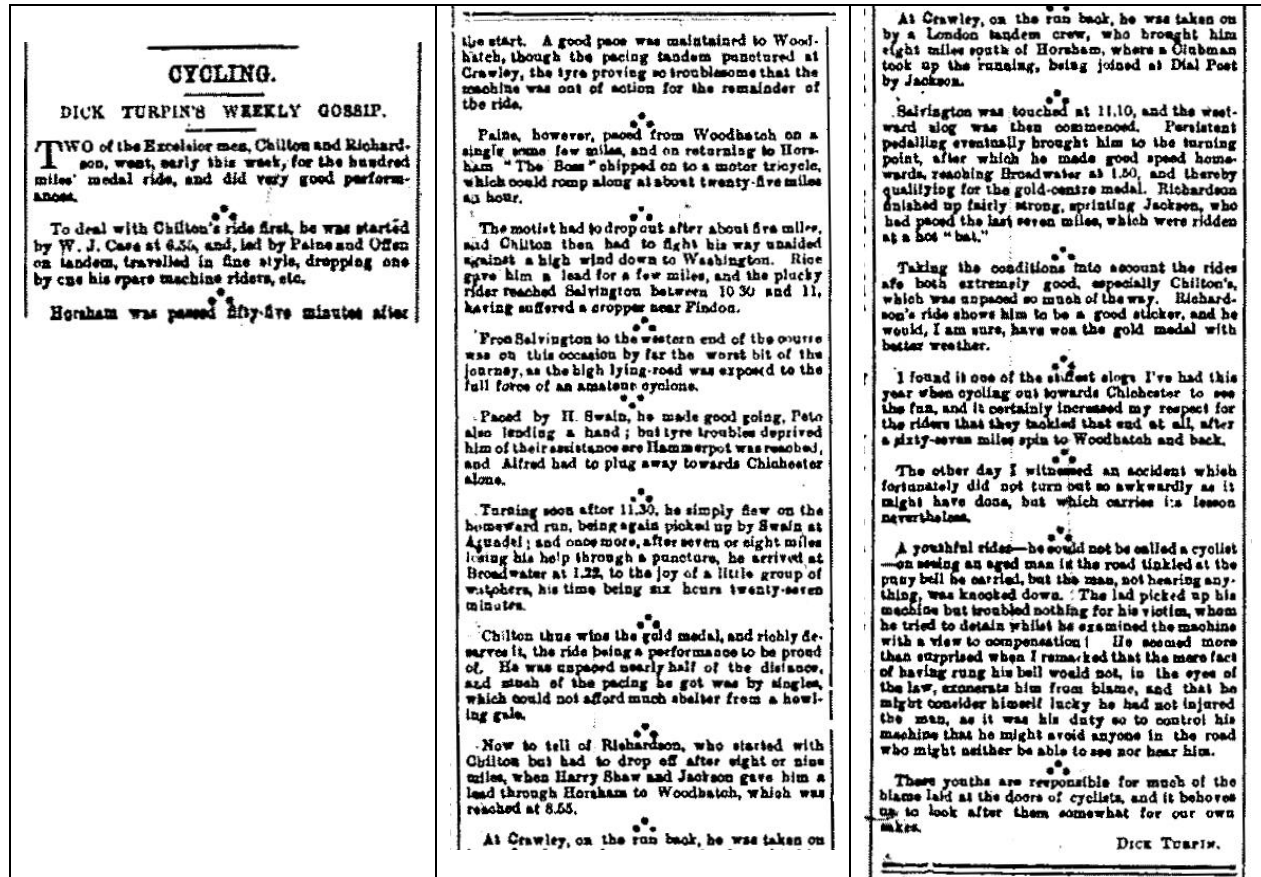 CYCLING.
DICK TURPIN'S WEEKLY GOSSIP.
TWO of the Excelsior men, Chilton and Richard-
son, went, early this week, for the hundred
miles' medal ride, and did very good perform-
ances.
To deal with Chilton's ride first, he was started
by W. J. Case at 6.55, and, led by Paine and Offen
on tandem, travelled in fine style, dropping one
by one his spare machine riders, etc.
Horsham was passed fifty-five minutes after
the start. A good pace was maintained to Wood-
hatch, though the pacing tandem punctured at
Crawley, the tyre proving so troublesome that the
machine was out of action for the remainder of
the ride.
Paine, however, paced from Woodhatch on a
single some few miles, and on returning to Hors-
ham "The Boss" chipped on to a motor tricycle,
which could romp along at about twenty-five miles
an hour.
The motist had to drop out after about five miles,
and Chilton then had to fight his way unaided
against a high wind down to Washington. Rice
gave him a lead for a few miles, and the plucky
rider reached Salvington between 10 30 and 11,
having suffered a cropper near Findon.
From Salvington to the western end of the course
was on this occasion by far the worst bit of the
journey, as the high lying-road was exposed to the
full force of an amateur cyclone.
Paced by H. Swain, he made good going, Pato
also lending a hand; but tyre troubles deprived
him of their assistance ere Hammerpot was reached,
and Alfred had to plug away towards Chichester
alone.
Turning soon after 11.30, he simply flew on the
homeward run, being again picked up by Swain at
Arundel; and once more, after seven or eight miles
losing his help through a puncture, he arrived at
Broadwater at 1.22, to the joy of a little group of
watchers, his time being six hours twenty-seven
minutes.
Chilton thus wins the gold medal, and richly de-
serves it, the ride being a performance to be proud
of. He was unpaced nearly half of the distance,
and much of the pacing he got was by singles,
which could not afford much shelter from a howl-
ing gale.
Now to tell of Richardson, who started with
Chilton but had to drop off after eight or nine
miles, when Harry Shaw and Jackson gave him a
lead through Horsham to Woodhatch, which was
reached at 8.55.
At Crawley, on the run back, he was taken on
At Crawley, on the run back, he was taken on
by a London tandem crew, who brought him
eight miles south of Horsham, where a Clubman
took up the running, being joined at Dial Post
by Jackson.
Salvington was touched at 11.10, and the west-
ward slog was then commenced. Persistent
pedalling eventually brought him to the turning
point, after which he made good speed home-
wards, reaching Broadwater at 1.50, and thereby
qualifying for the gold-centre medal. Richardson
finished up fairly strong, sprinting Jackson, who
had paced the last seven miles, which were ridden
at a hot "bat."
Taking the conditions into account the rides
are both extremely good, especially Chilton's,
which was unpaced so much of the way. Richard-
son's ride shows him to be a good sticker, and he
would, I am sure, have won the gold medal with
better weather.
I found it one of the stiffest slogs I've had this
year when cycling out towards Chichester to see
the fun, and it certainly increased my respect for
the riders that they tackled that end at all, after
a sixty-seven miles spin to Woodhatch and back.
The other day I witnessed an accident which
fortunately did not turn out so awkwardly as it
might have done, but which carries its lesson
nevertheless.
A youthful rider—he could not be called a cyclist
—on seeing an aged man in the road tinkled at the
puny bell he carried, but the man, not hearing any-
thing, was knocked down. The lad picked up his
machine but troubled nothing for his victim, whom
he tried to detain whilst he examined the machine
with a view to compensation! He seemed more
than surprised when I remarked that the mere fact
of having rung his bell would not, in the eyes of
the law, exonerate him from blame, and that he
might consider himself lucky he had not injured
the man, as it was his duty so to control his
machine that he might avoid anyone in the road
who might neither be able to see nor hear him.
These youths are responsible for much of the
blame laid at the doors of cyclists, and it behoves
us to look after them somewhat for our own
sakes.
DICK TURPIN.